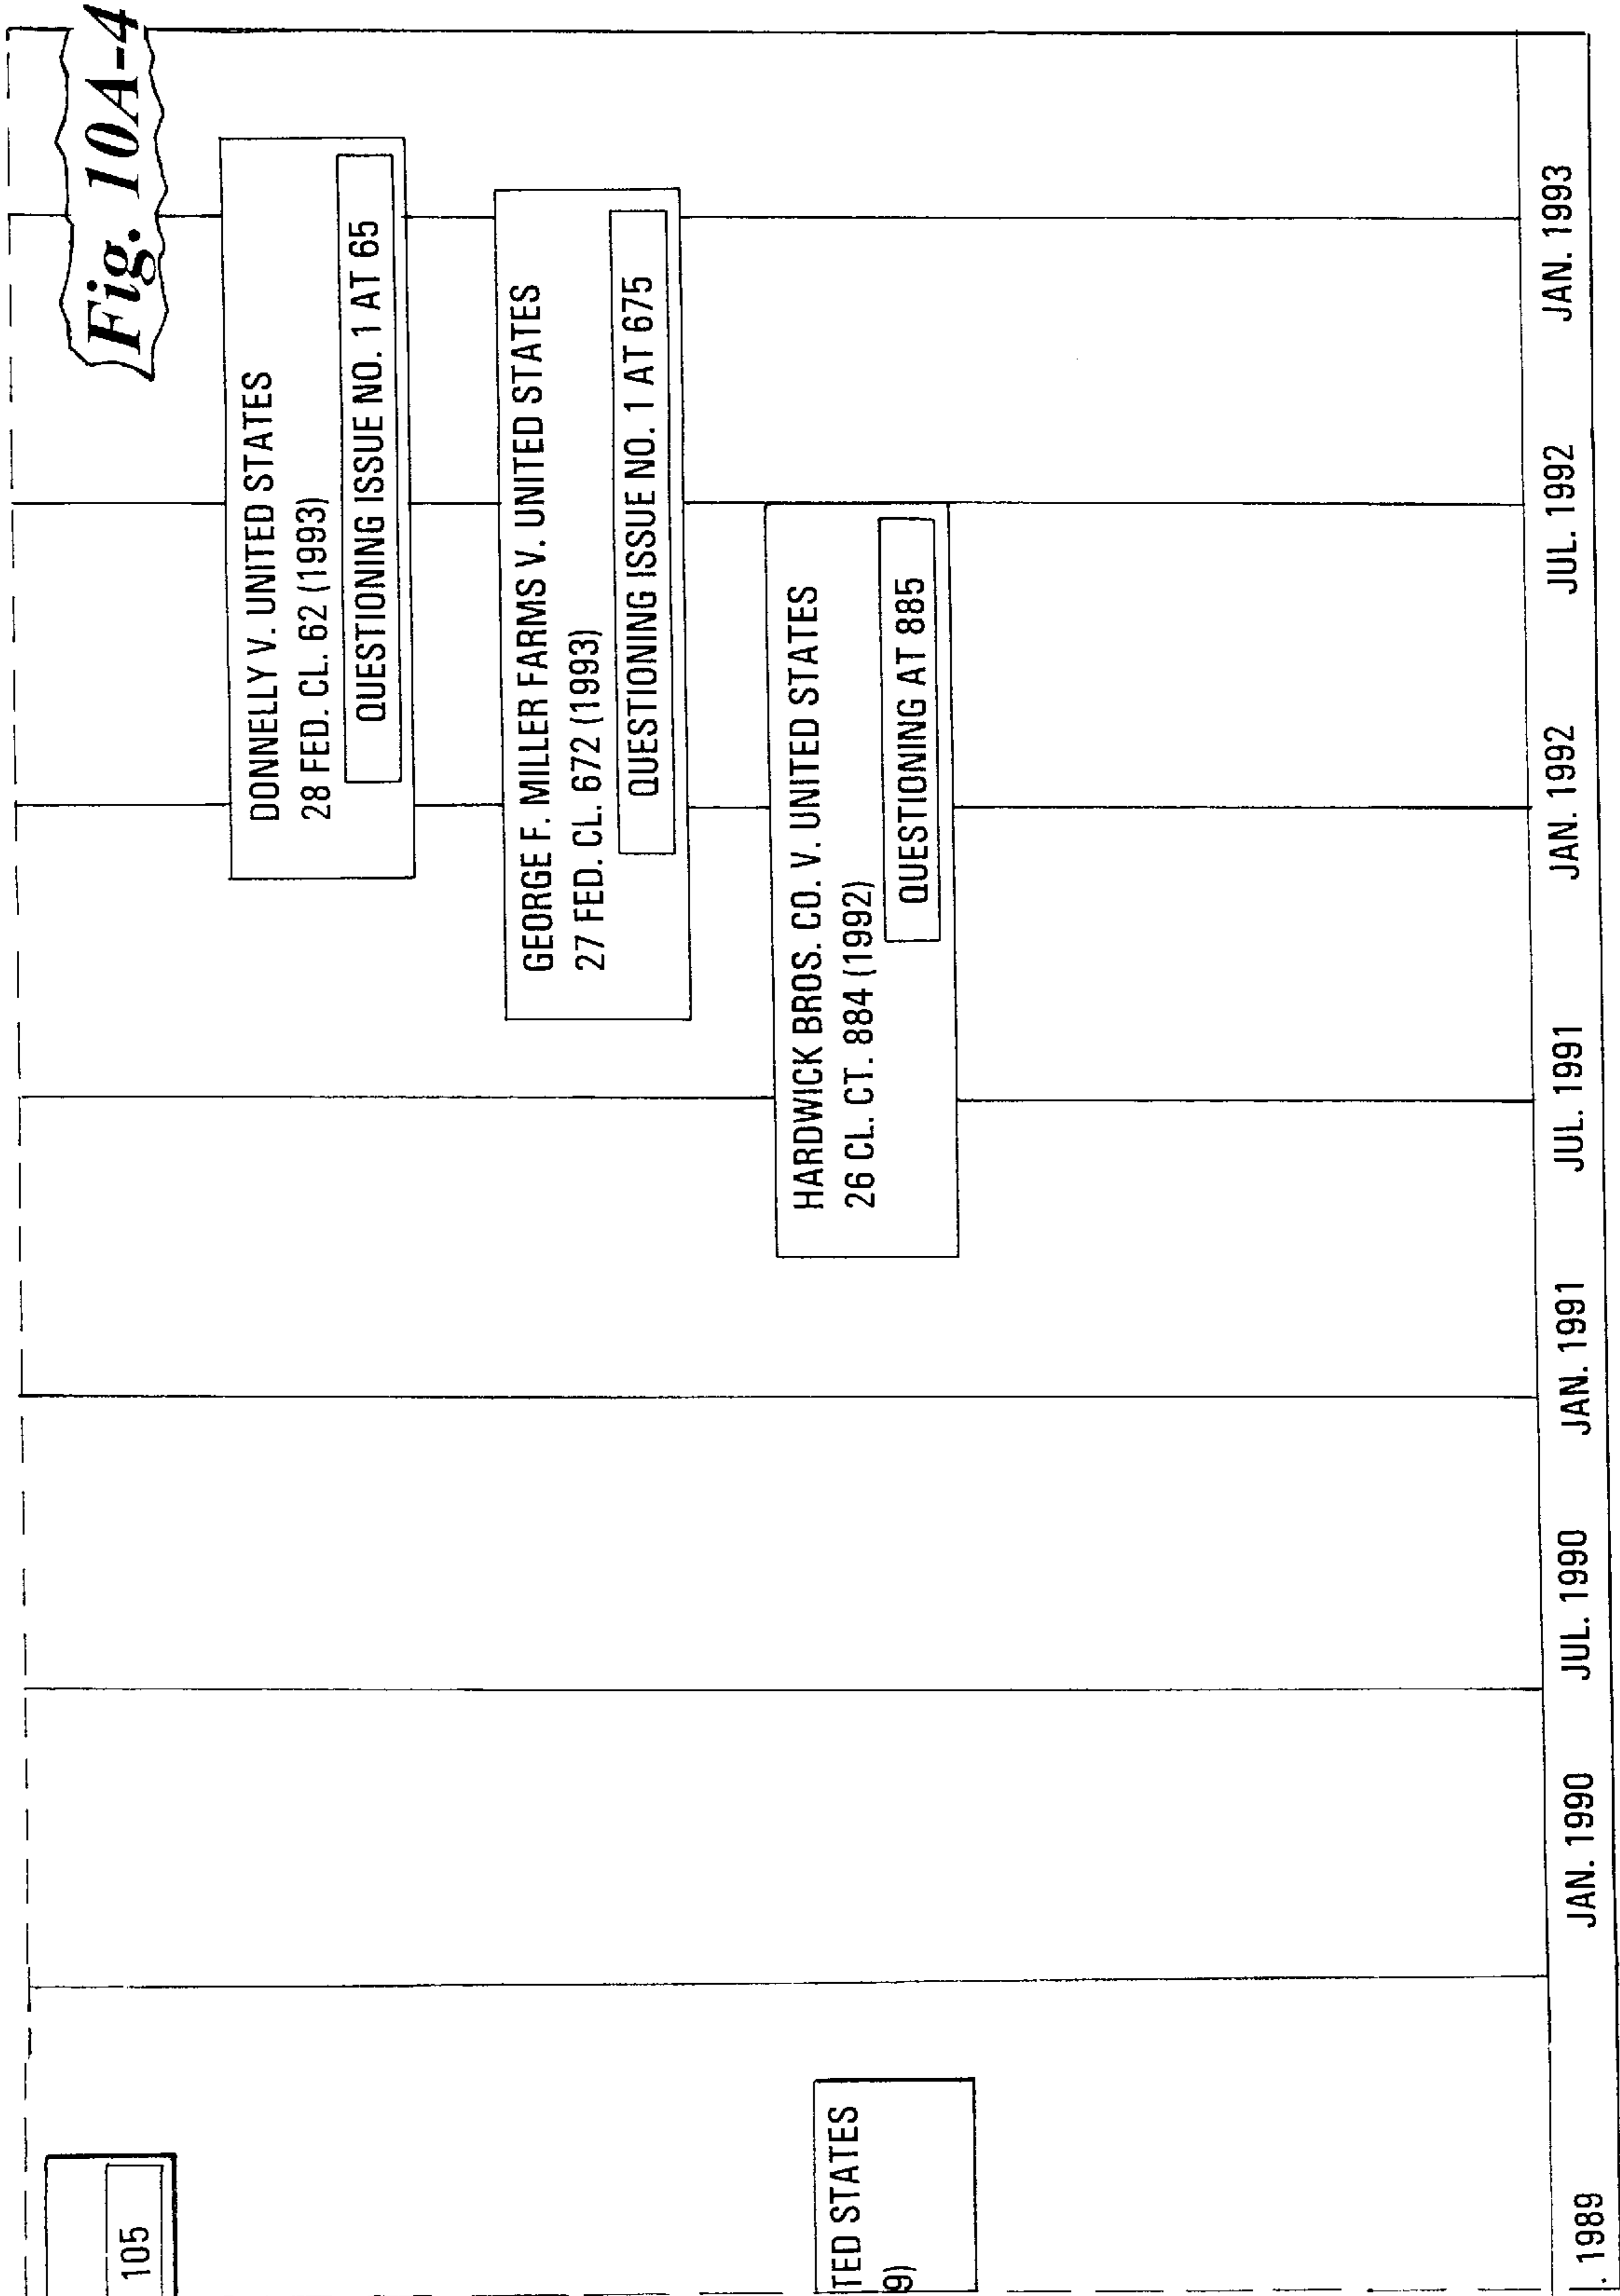 Fig. 10A-4
105
DONNELLY V. UNITED STATES
28 FED. CL. 62 (1993)
QUESTIONING ISSUE NO. 1 AT 65
GEORGE F. MILLER FARMS V. UNITED STATES
27 FED. CL. 672 (1993)
QUESTIONING ISSUE NO. 1 AT 675
HARDWICK BROS. CO. V. UNITED STATES
26 CL. CT. 884 (1992)
QUESTIONING AT 885
TED STATES
9)
. 1989
JAN. 1990
JUL. 1990
JAN. 1991
JUL. 1991
JAN. 1992
JUL. 1992
JAN. 1993